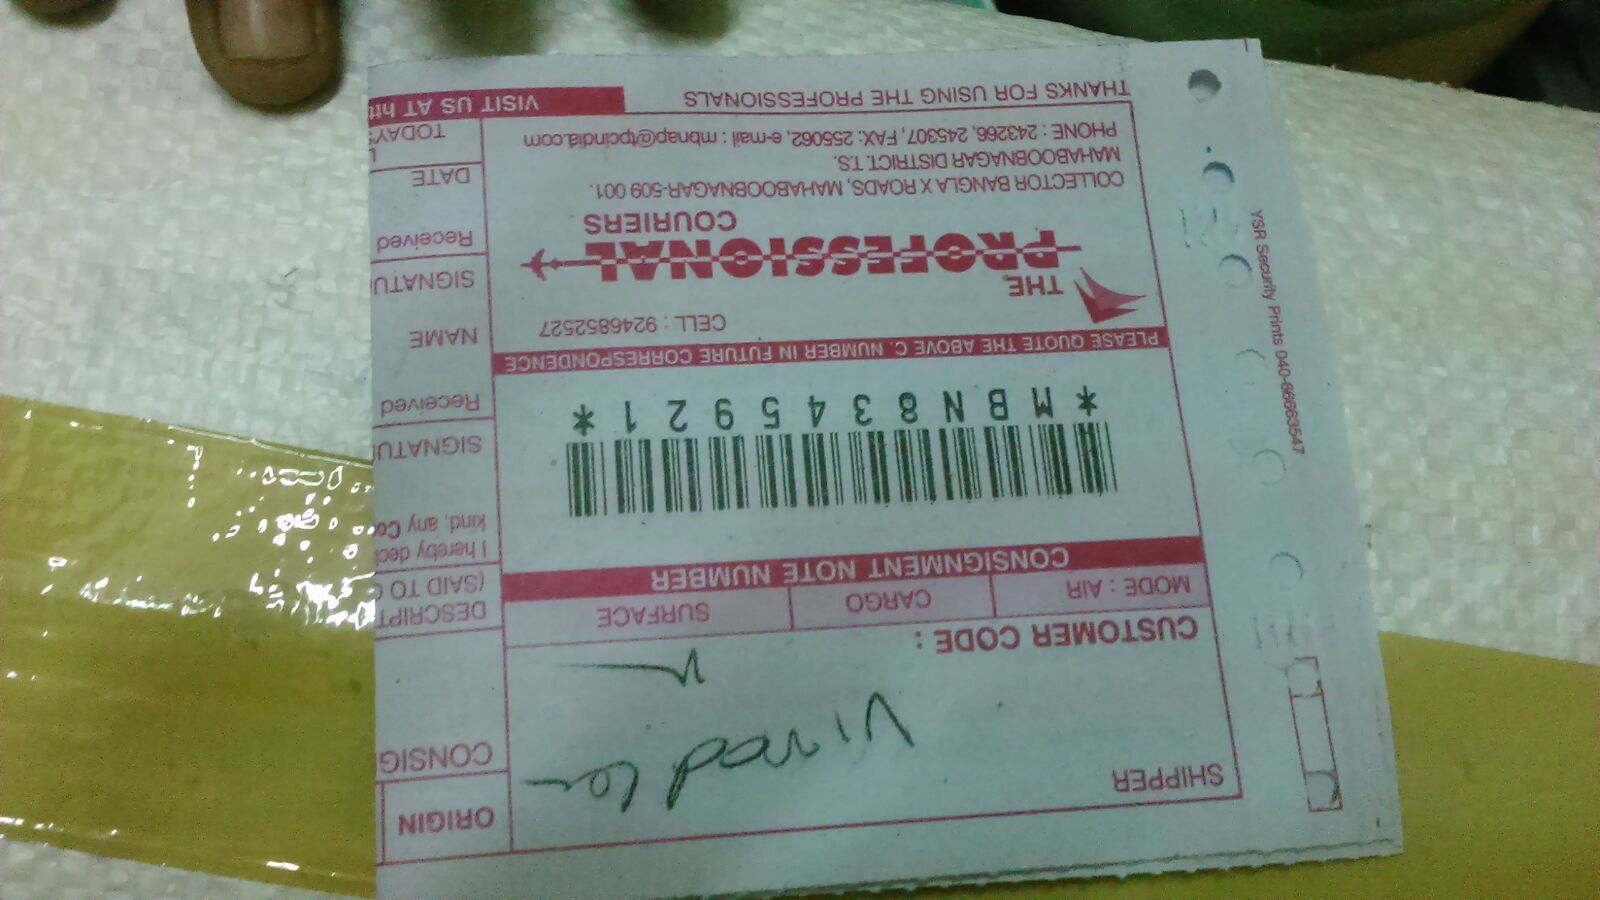 ORIGIN
SHIPPER
CONSIG
CUSTOMER CODE :
MODE : AIR
CARGO
SURFACE
DESCRIPT
(SAID TO C
CONSIGNMENT NOTE NUMBER
I hereby decl
kind, any Co
*MBN834592 1*
SIGNATU
Received
PLEASE QUOTE THE ABOVE C. NUMBER IN FUTURE CORRESPONDENCE
CELL : 9246852527
NAME
THE
PROFESSIONAL
COURIERS
SIGNATU
Received
COLLECTOR BANGLA X ROADS, MAHABOOBNAGAR-509 001.
MAHABOOBNAGAR DISTRICT. T.S.
DATE
PHONE : 243266, 245307, FAX: 255062, e-mail : mbnap@tpcindia.com
TODAY'S
THANKS FOR USING THE PROFESSIONALS
VISIT US AT htt
YSR Security Prints 040-66663547